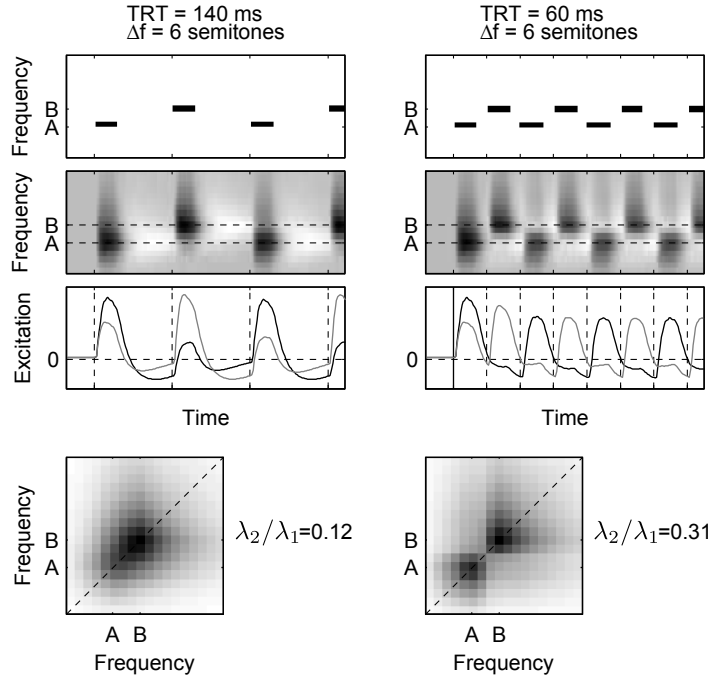 TRT = 140 ms
Δf = 6 semitones
TRT = 60 ms
Δf = 6 semitones
Frequency
B
A
B
A
Frequency
B
A
B
A
Excitation
0
0
Time
Time
Frequency
B
A
A B
Frequency
λ₂/λ₁=0.12
B
A
A B
Frequency
λ₂/λ₁=0.31